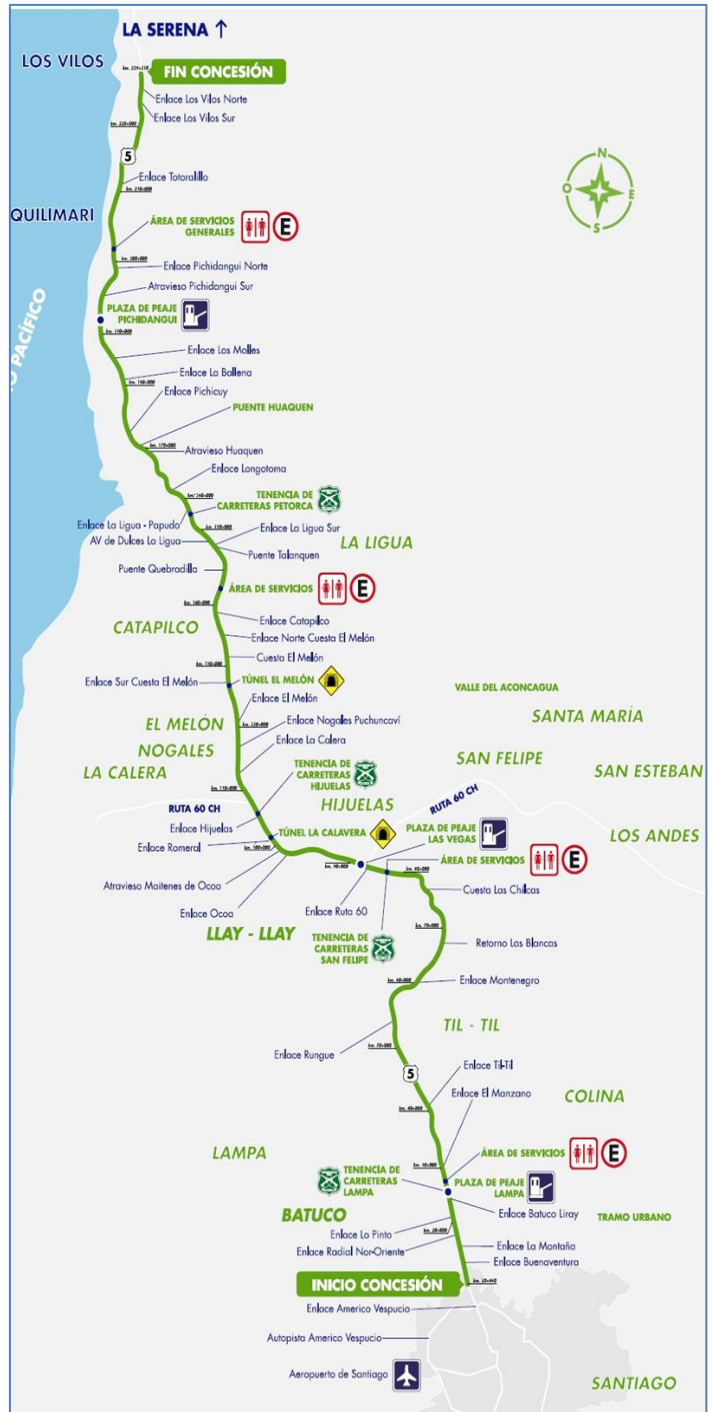 LA SERENA ↑
LOS VILOS
FIN CONCESIÓN
Enlace Los Vilos Norte
Enlace Los Vilos Sur
5
Enlace Totoralillo
QUILIMARI
ÁREA DE SERVICIOS
GENERALES
E
Enlace Pichidangui Norte
Atravieso Pichidangui Sur
PLAZA DE PEAJE
PICHIDANGUI
PACÍFICO
Enlace Los Molles
Enlace La Ballena
Enlace Pichicuy
PUENTE HUAQUEN
Atravieso Huaquen
Enlace Longotoma
TENENCIA DE
CARRETERAS PETORCA
Enlace La Ligua - Papudo
AV de Dulces La Ligua
Enlace La Ligua Sur
LA LIGUA
Puente Talanquen
Puente Quebradilla
ÁREA DE SERVICIOS
E
CATAPILCO
Enlace Catapilco
Enlace Norte Cuesta El Melón
Cuesta El Melón
Enlace Sur Cuesta El Melón
TÚNEL EL MELÓN
VALLE DEL ACONCAGUA
Enlace El Melón
EL MELÓN
Enlace Nogales Puchuncaví
SANTA MARÍA
NOGALES
Enlace La Calera
LA CALERA
TENENCIA DE
CARRETERAS
HIJUELAS
SAN FELIPE
SAN ESTEBAN
RUTA 60 CH
HIJUELAS
RUTA 60 CH
Enlace Hijuelas
TÚNEL LA CALAVERA
PLAZA DE PEAJE
LAS VEGAS
LOS ANDES
Enlace Romeral
ÁREA DE SERVICIOS
E
Atravieso Maitenes de Ocoa
Enlace Ocoa
Enlace Ruta 60
Cuesta Las Chilcas
LLAY - LLAY
TENENCIA DE
CARRETERAS
SAN FELIPE
Retorno Las Blancas
Enlace Montenegro
TIL - TIL
Enlace Rungue
5
Enlace Til-Til
Enlace El Manzano
COLINA
LAMPA
ÁREA DE SERVICIOS
E
TENENCIA DE
CARRETERAS
LAMPA
PLAZA DE PEAJE
LAMPA
BATUCO
Enlace Batuco Liray
TRAMO URBANO
Enlace Lo Pinto
Enlace Radial Nor-Oriente
Enlace La Montaña
Enlace Buenaventura
INICIO CONCESIÓN
Enlace Americo Vespucio
Autopista Americo Vespucio
Aeropuerto de Santiago
SANTIAGO
N
O
E
S